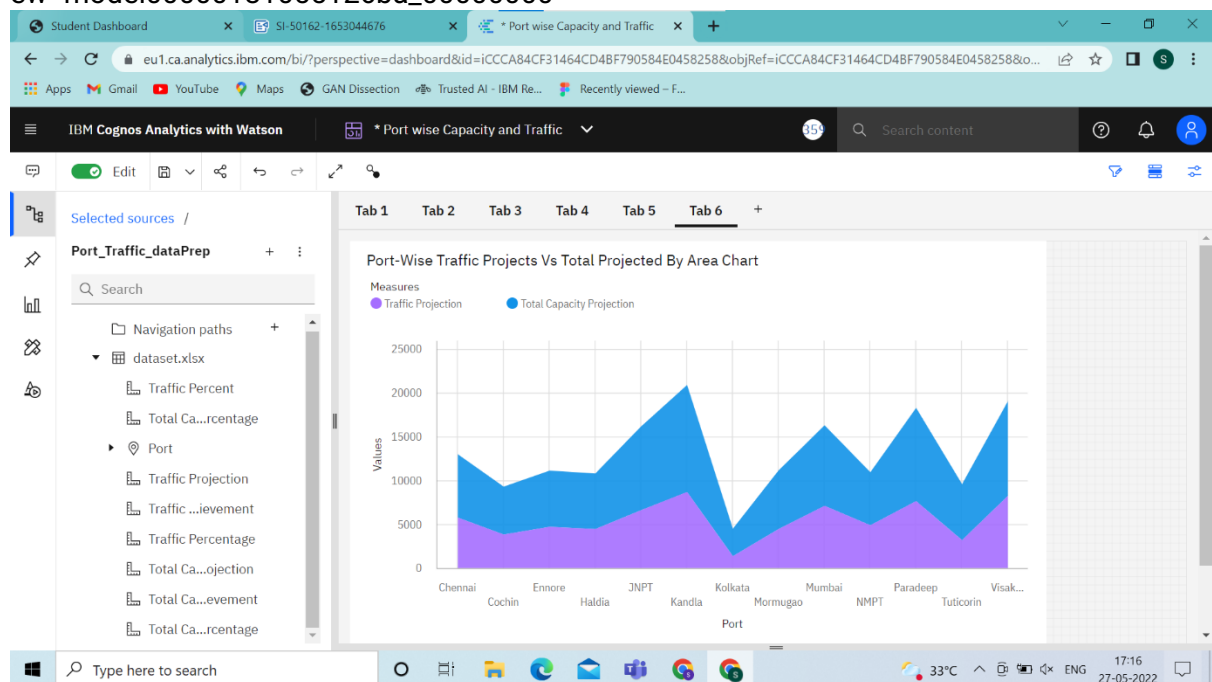 Student Dashboard
SI-50162-1653044676
* Port wise Capacity and Traffic
eu1.ca.analytics.ibm.com/bi/?perspective=dashboard&id=iCCCA84CF31464CD4BF790584E0458258&objRef=iCCCA84CF31464CD4BF790584E0458258&o...
S
Apps Gmail YouTube Maps GAN Dissection Trusted AI - IBM Re... Recently viewed – F...
IBM Cognos Analytics with Watson
* Port wise Capacity and Traffic
359
Search content
Edit
Selected sources /
Port_Traffic_dataPrep
Search
Navigation paths
dataset.xlsx
Traffic Percent
Total Ca...rcentage
Port
Traffic Projection
Traffic ...ievement
Traffic Percentage
Total Ca...ojection
Total Ca...evement
Total Ca...rcentage
Tab 1 Tab 2 Tab 3 Tab 4 Tab 5 Tab 6 +
Port-Wise Traffic Projects Vs Total Projected By Area Chart
Measures
Traffic Projection Total Capacity Projection
25000
20000
15000
10000
5000
0
Values
Chennai Ennore JNPT Kolkata Mumbai Paradeep Visak...
Cochin Haldia Kandla Mormugao NMPT Tuticorin
Port
Type here to search
33°C
ENG
17:16
27-05-2022